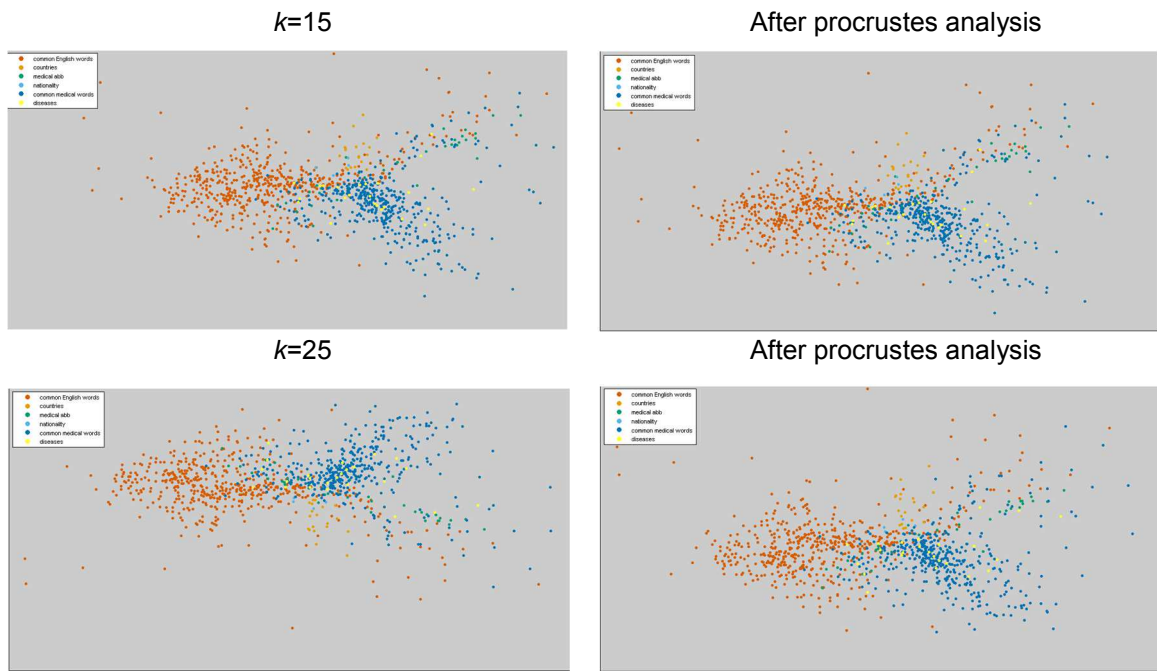 k=15
After procrustes analysis
common English words
countries
medical abb
nationality
common medical words
diseases
common English words
countries
medical abb
nationality
common medical words
diseases
k=25
After procrustes analysis
common English words
countries
medical abb
nationality
common medical words
diseases
common English words
countries
medical abb
nationality
common medical words
diseases